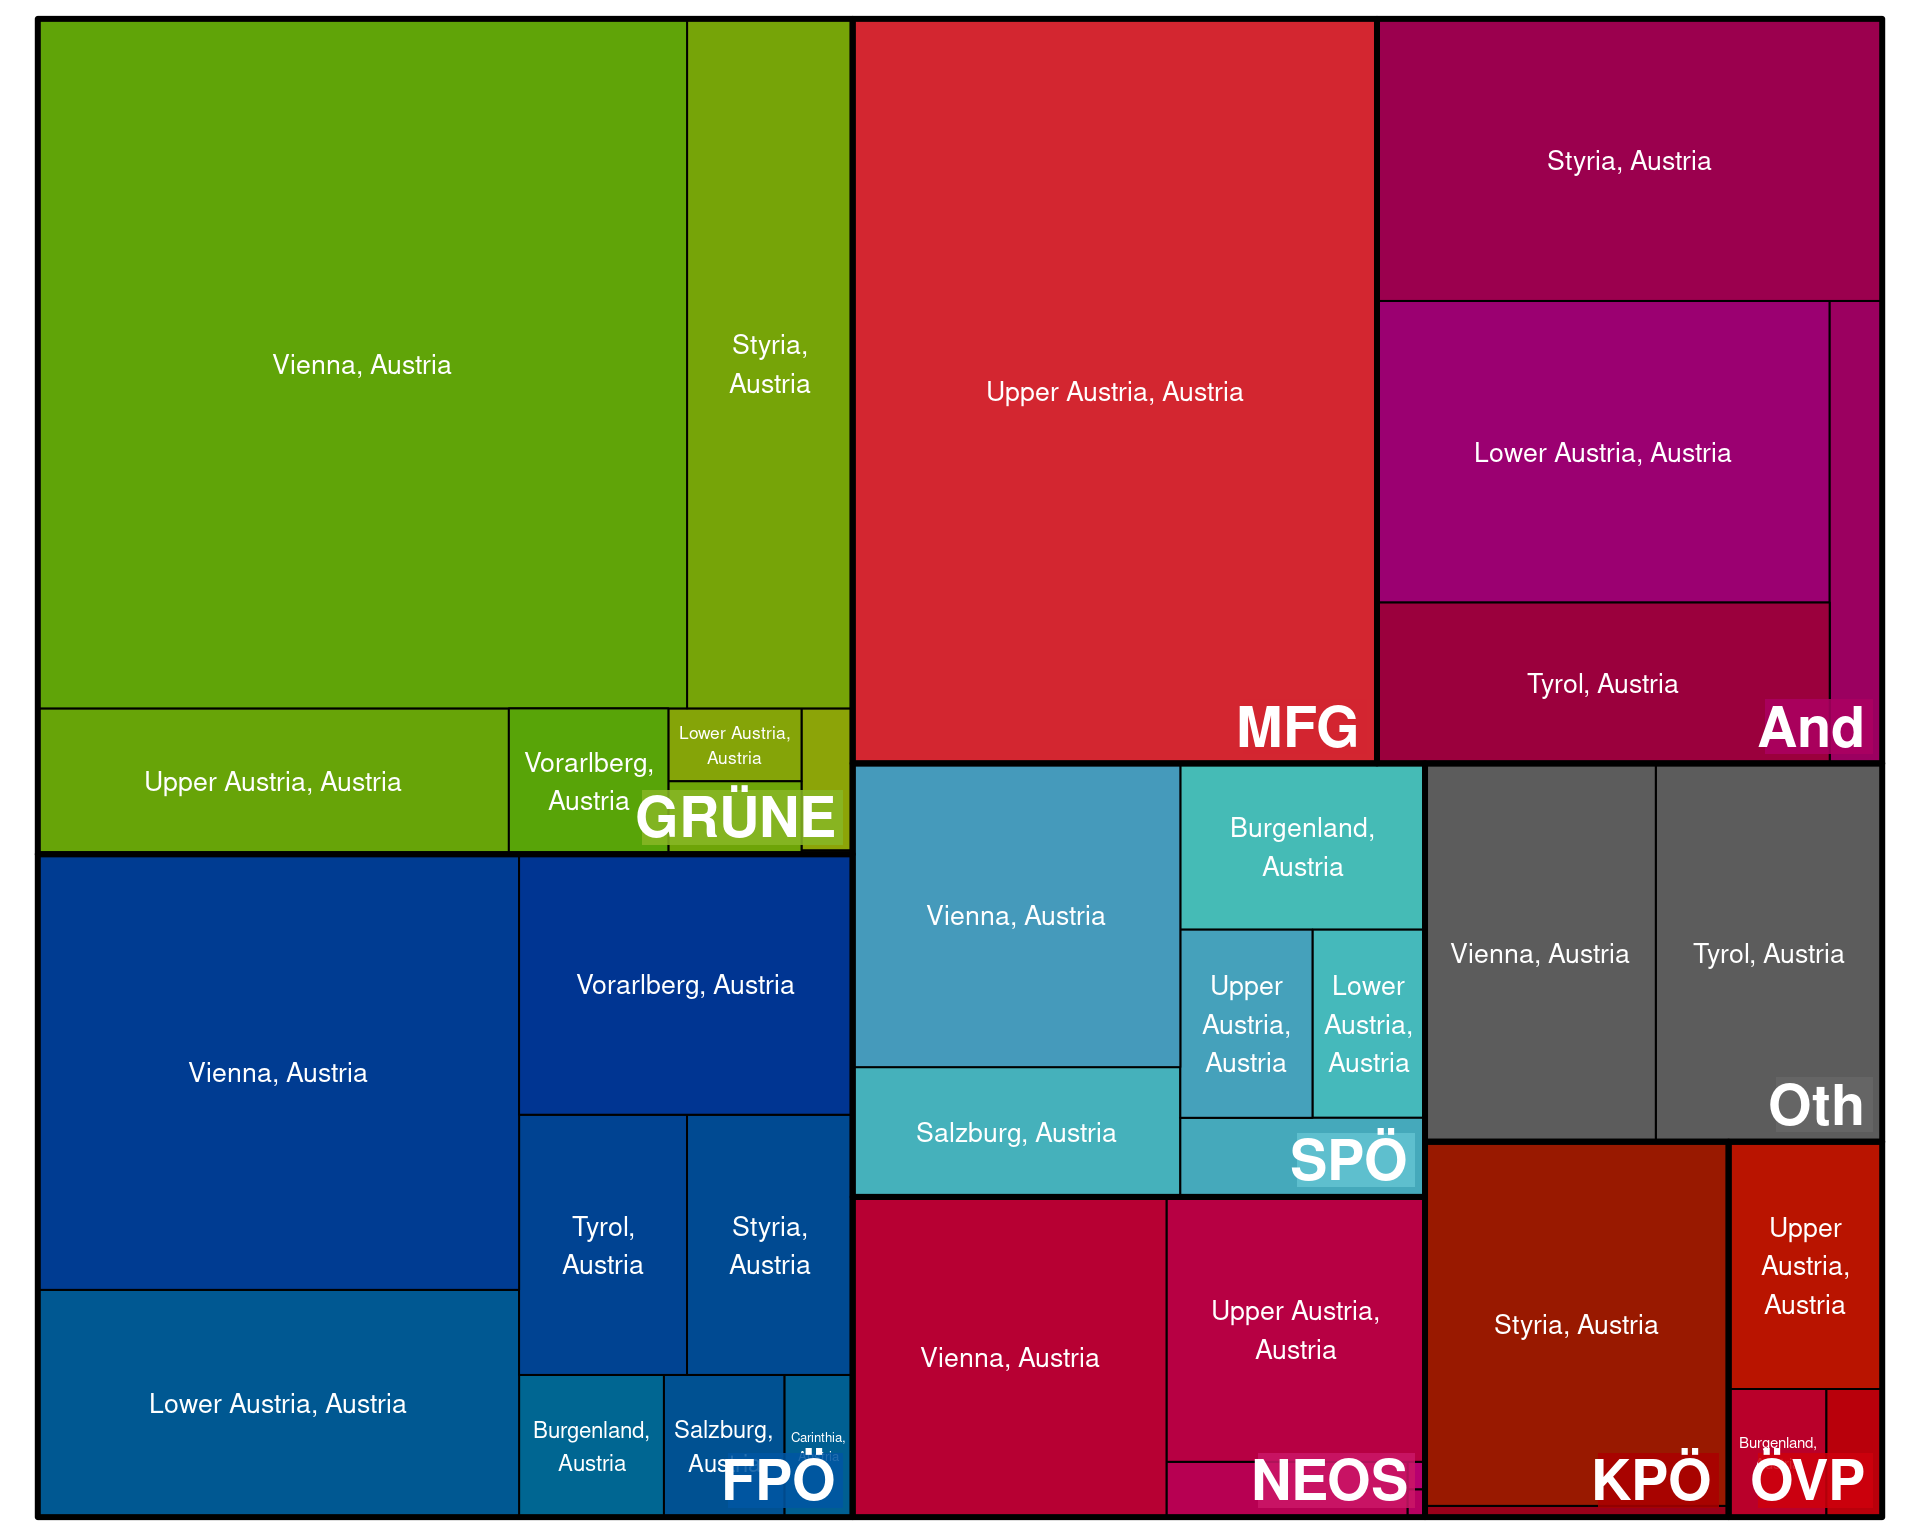 Vienna, Austria
Styria,
Austria
Upper Austria, Austria
Vorarlberg,
Austria
Lower Austria,
Austria
GRÜNE
Vienna, Austria
Vorarlberg, Austria
Tyrol,
Austria
Styria,
Austria
Lower Austria, Austria
Burgenland,
Austria
Salzburg,
Austria
Carinthia,
Austria
FPÖ
Upper Austria, Austria
MFG
Styria, Austria
Lower Austria, Austria
Tyrol, Austria
And
Vienna, Austria
Burgenland,
Austria
Upper
Austria,
Austria
Lower
Austria,
Austria
Salzburg, Austria
SPÖ
Vienna, Austria
Tyrol, Austria
Oth
Vienna, Austria
Upper Austria,
Austria
NEOS
Styria, Austria
KPÖ
Upper
Austria,
Austria
Burgenland,
ÖVP